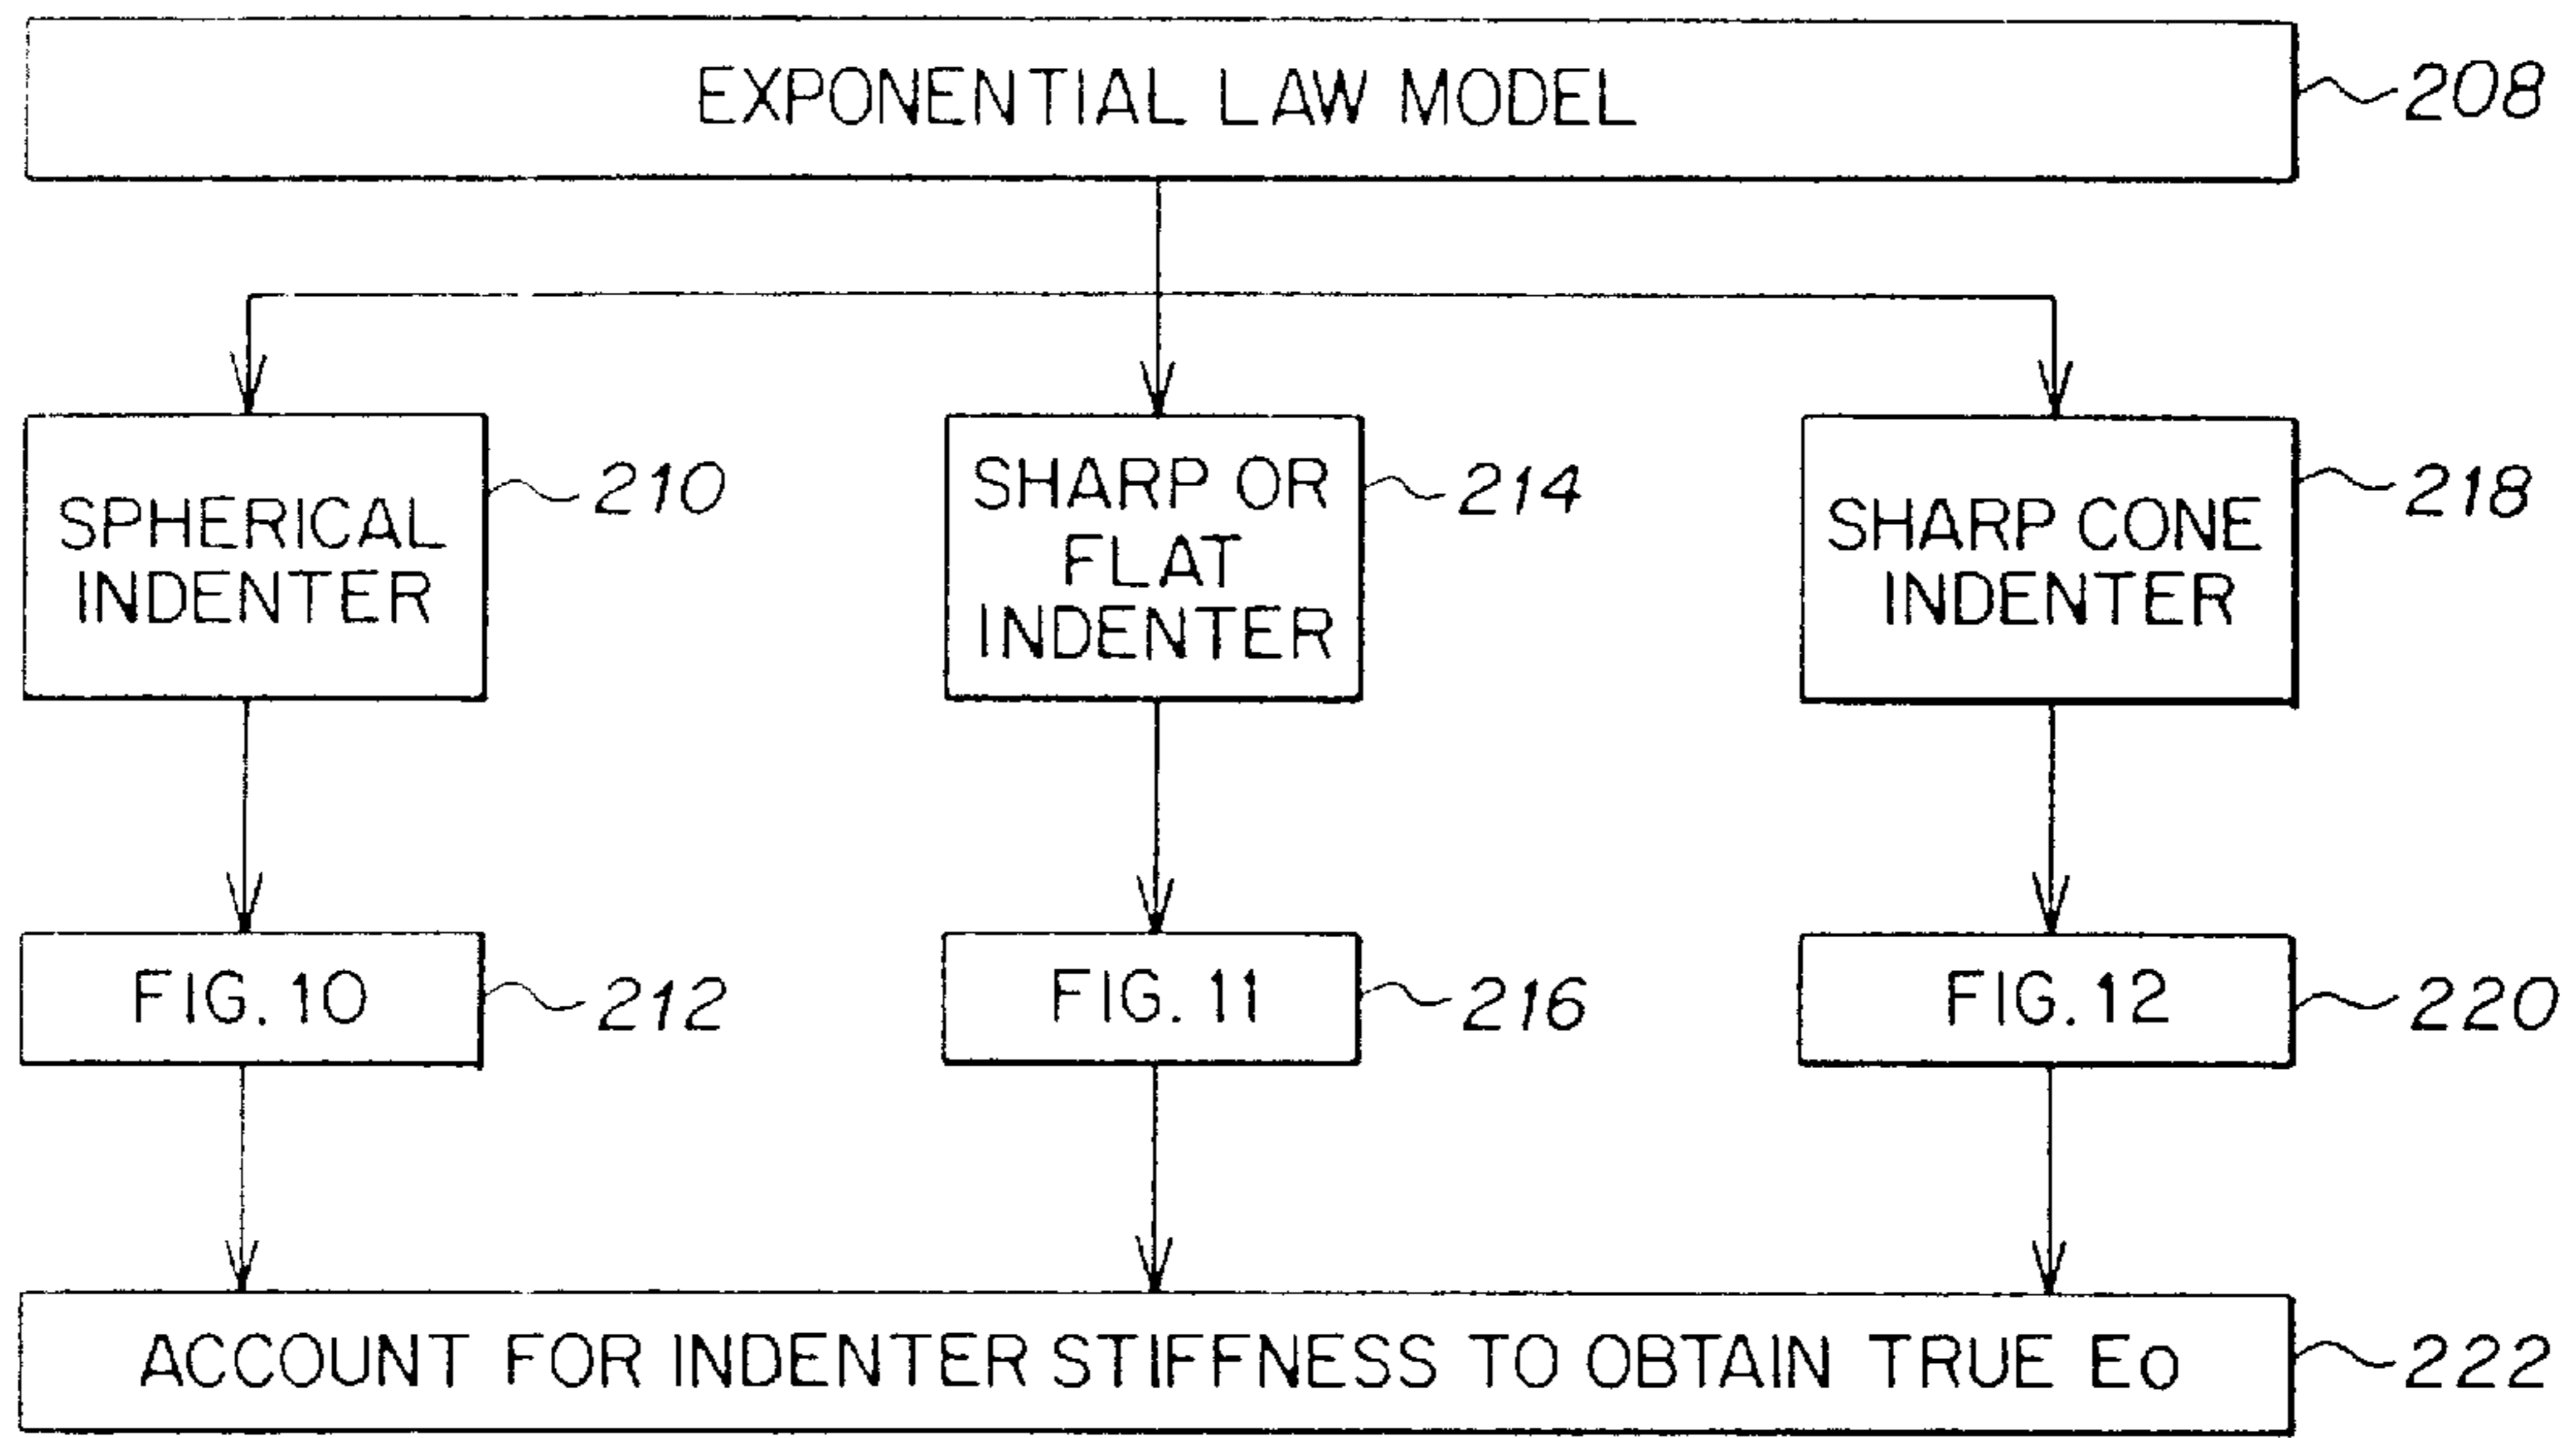 EXPONENTIAL LAW MODEL
208
SPHERICAL
INDENTER
210
SHARP OR
FLAT
INDENTER
214
SHARP CONE
INDENTER
218
FIG. 10
212
FIG. 11
216
FIG. 12
220
ACCOUNT FOR INDENTER STIFFNESS TO OBTAIN TRUE Eo
222